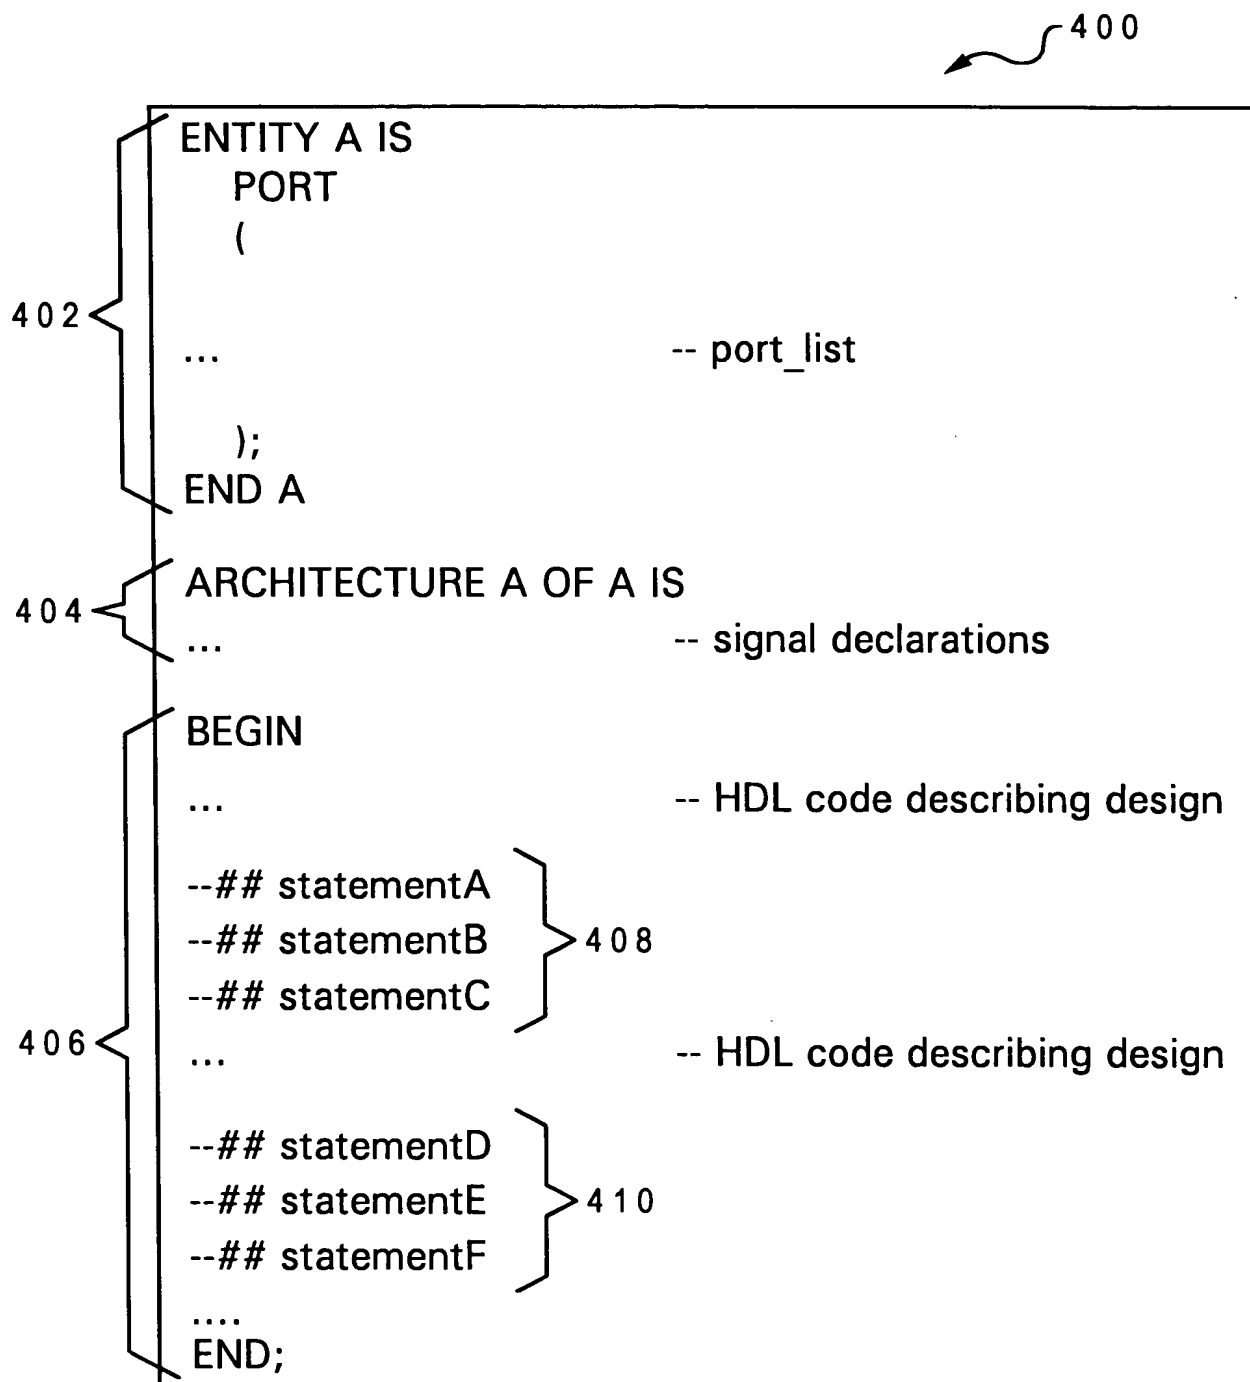 400
ENTITY A IS
PORT
(
402
... -- port_list
);
END A
ARCHITECTURE A OF A IS
404
... -- signal declarations
BEGIN
... -- HDL code describing design
--## statementA
--## statementB 408
--## statementC
406
... -- HDL code describing design
--## statementD
--## statementE 410
--## statementF
....
END;